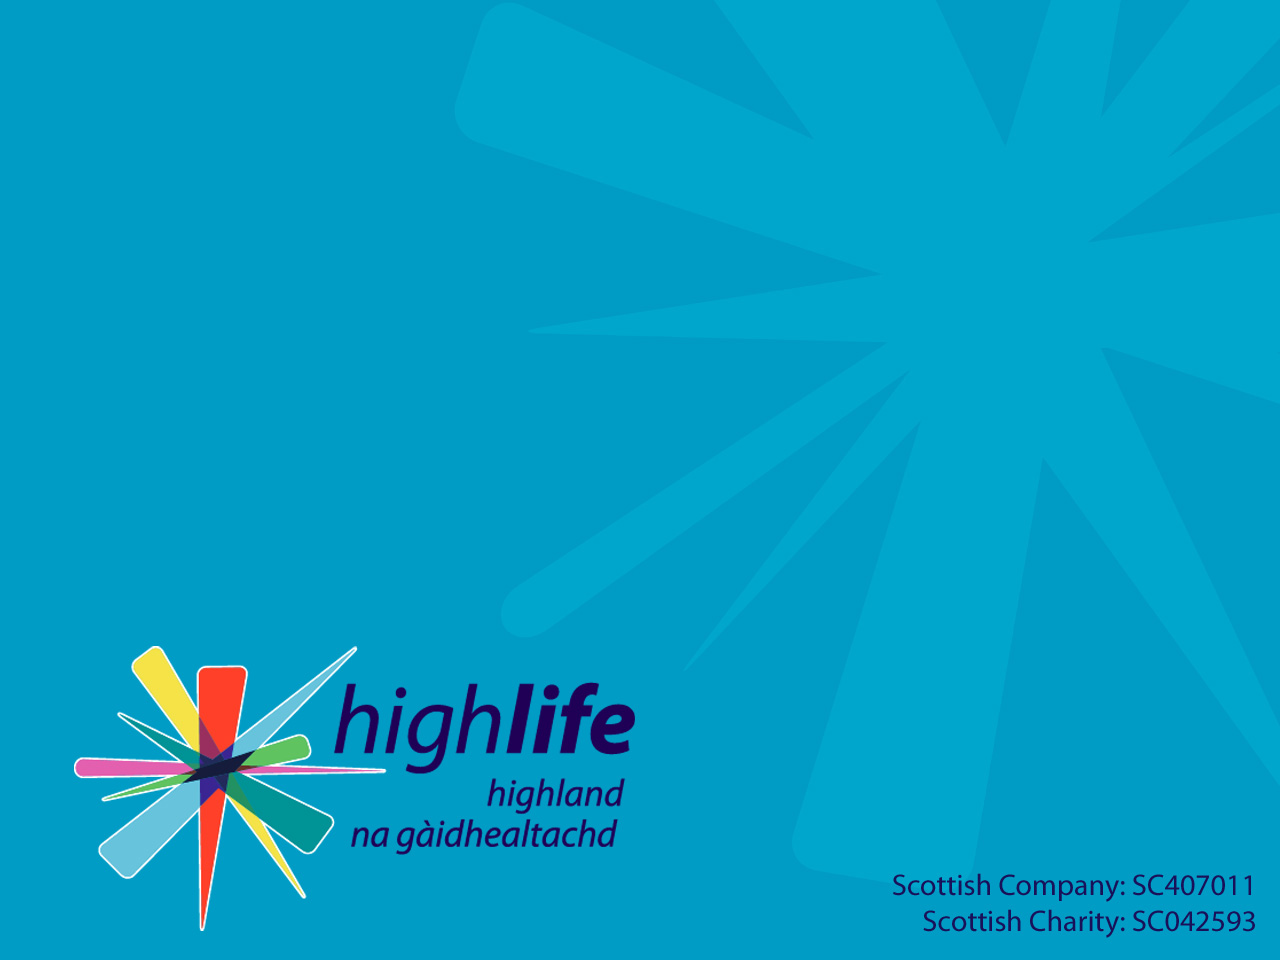 highlife
highland
na gàidhealtachd
Scottish Company: SC407011
Scottish Charity: SC042593